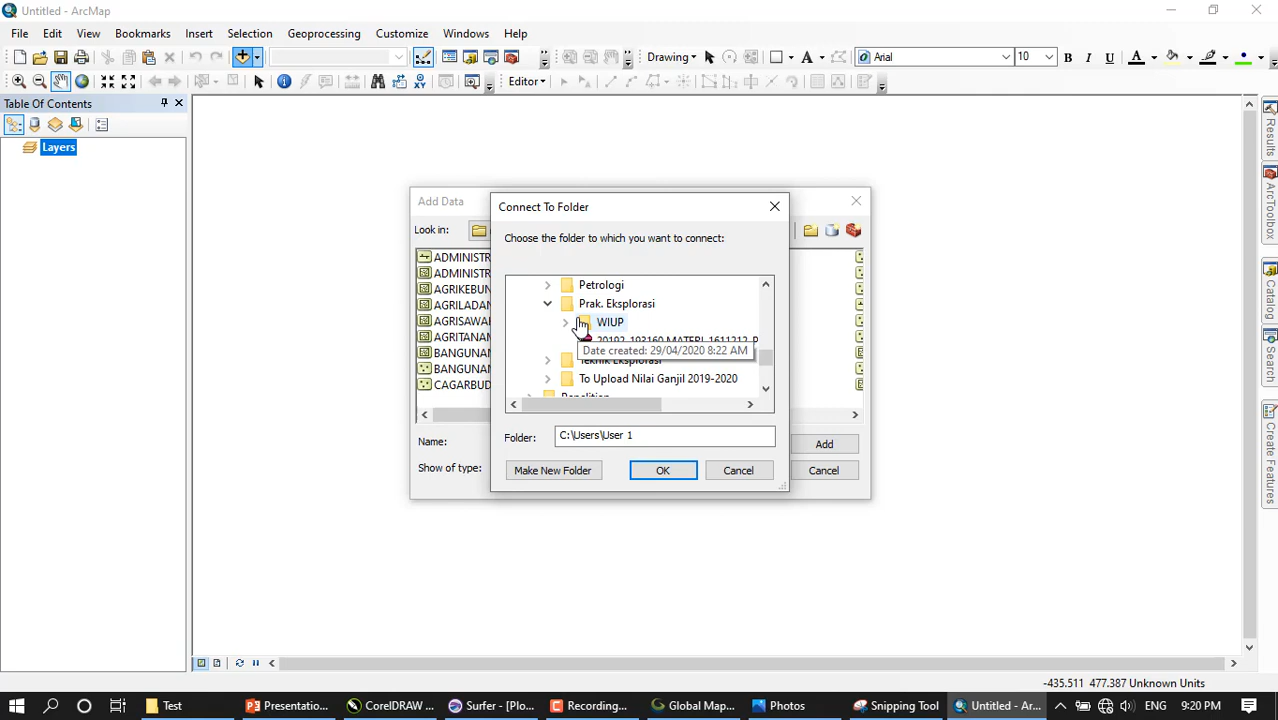 Untitled - ArcMap
File Edit View Bookmarks Insert Selection Geoprocessing Customize Windows Help
Drawing Arial 10 B I U A
Editor
Table Of Contents
Layers
Add Data
Look in:
ADMINISTR
ADMINISTR
AGRIKEBUN
AGRILADAN
AGRISAWAH
AGRITANAN
BANGUNAN
BANGUNAN
CAGARBUD
Name:
Show of type:
Add
Cancel
Connect To Folder
Choose the folder to which you want to connect:
Petrologi
Prak. Eksplorasi
WIUP
Date created: 29/04/2020 8:22 AM
Teknik Eksplorasi
To Upload Nilai Ganjil 2019-2020
Penelitian
Folder: C:\Users\User 1
Make New Folder OK Cancel
Results
ArcToolbox
Catalog
Search
Create Features
-435.511 477.387 Unknown Units
Test
Presentatio...
CorelDRAW ...
Surfer - [Plo...
Recording...
Global Map...
Photos
Snipping Tool
Untitled - Ar...
ENG
9:20 PM